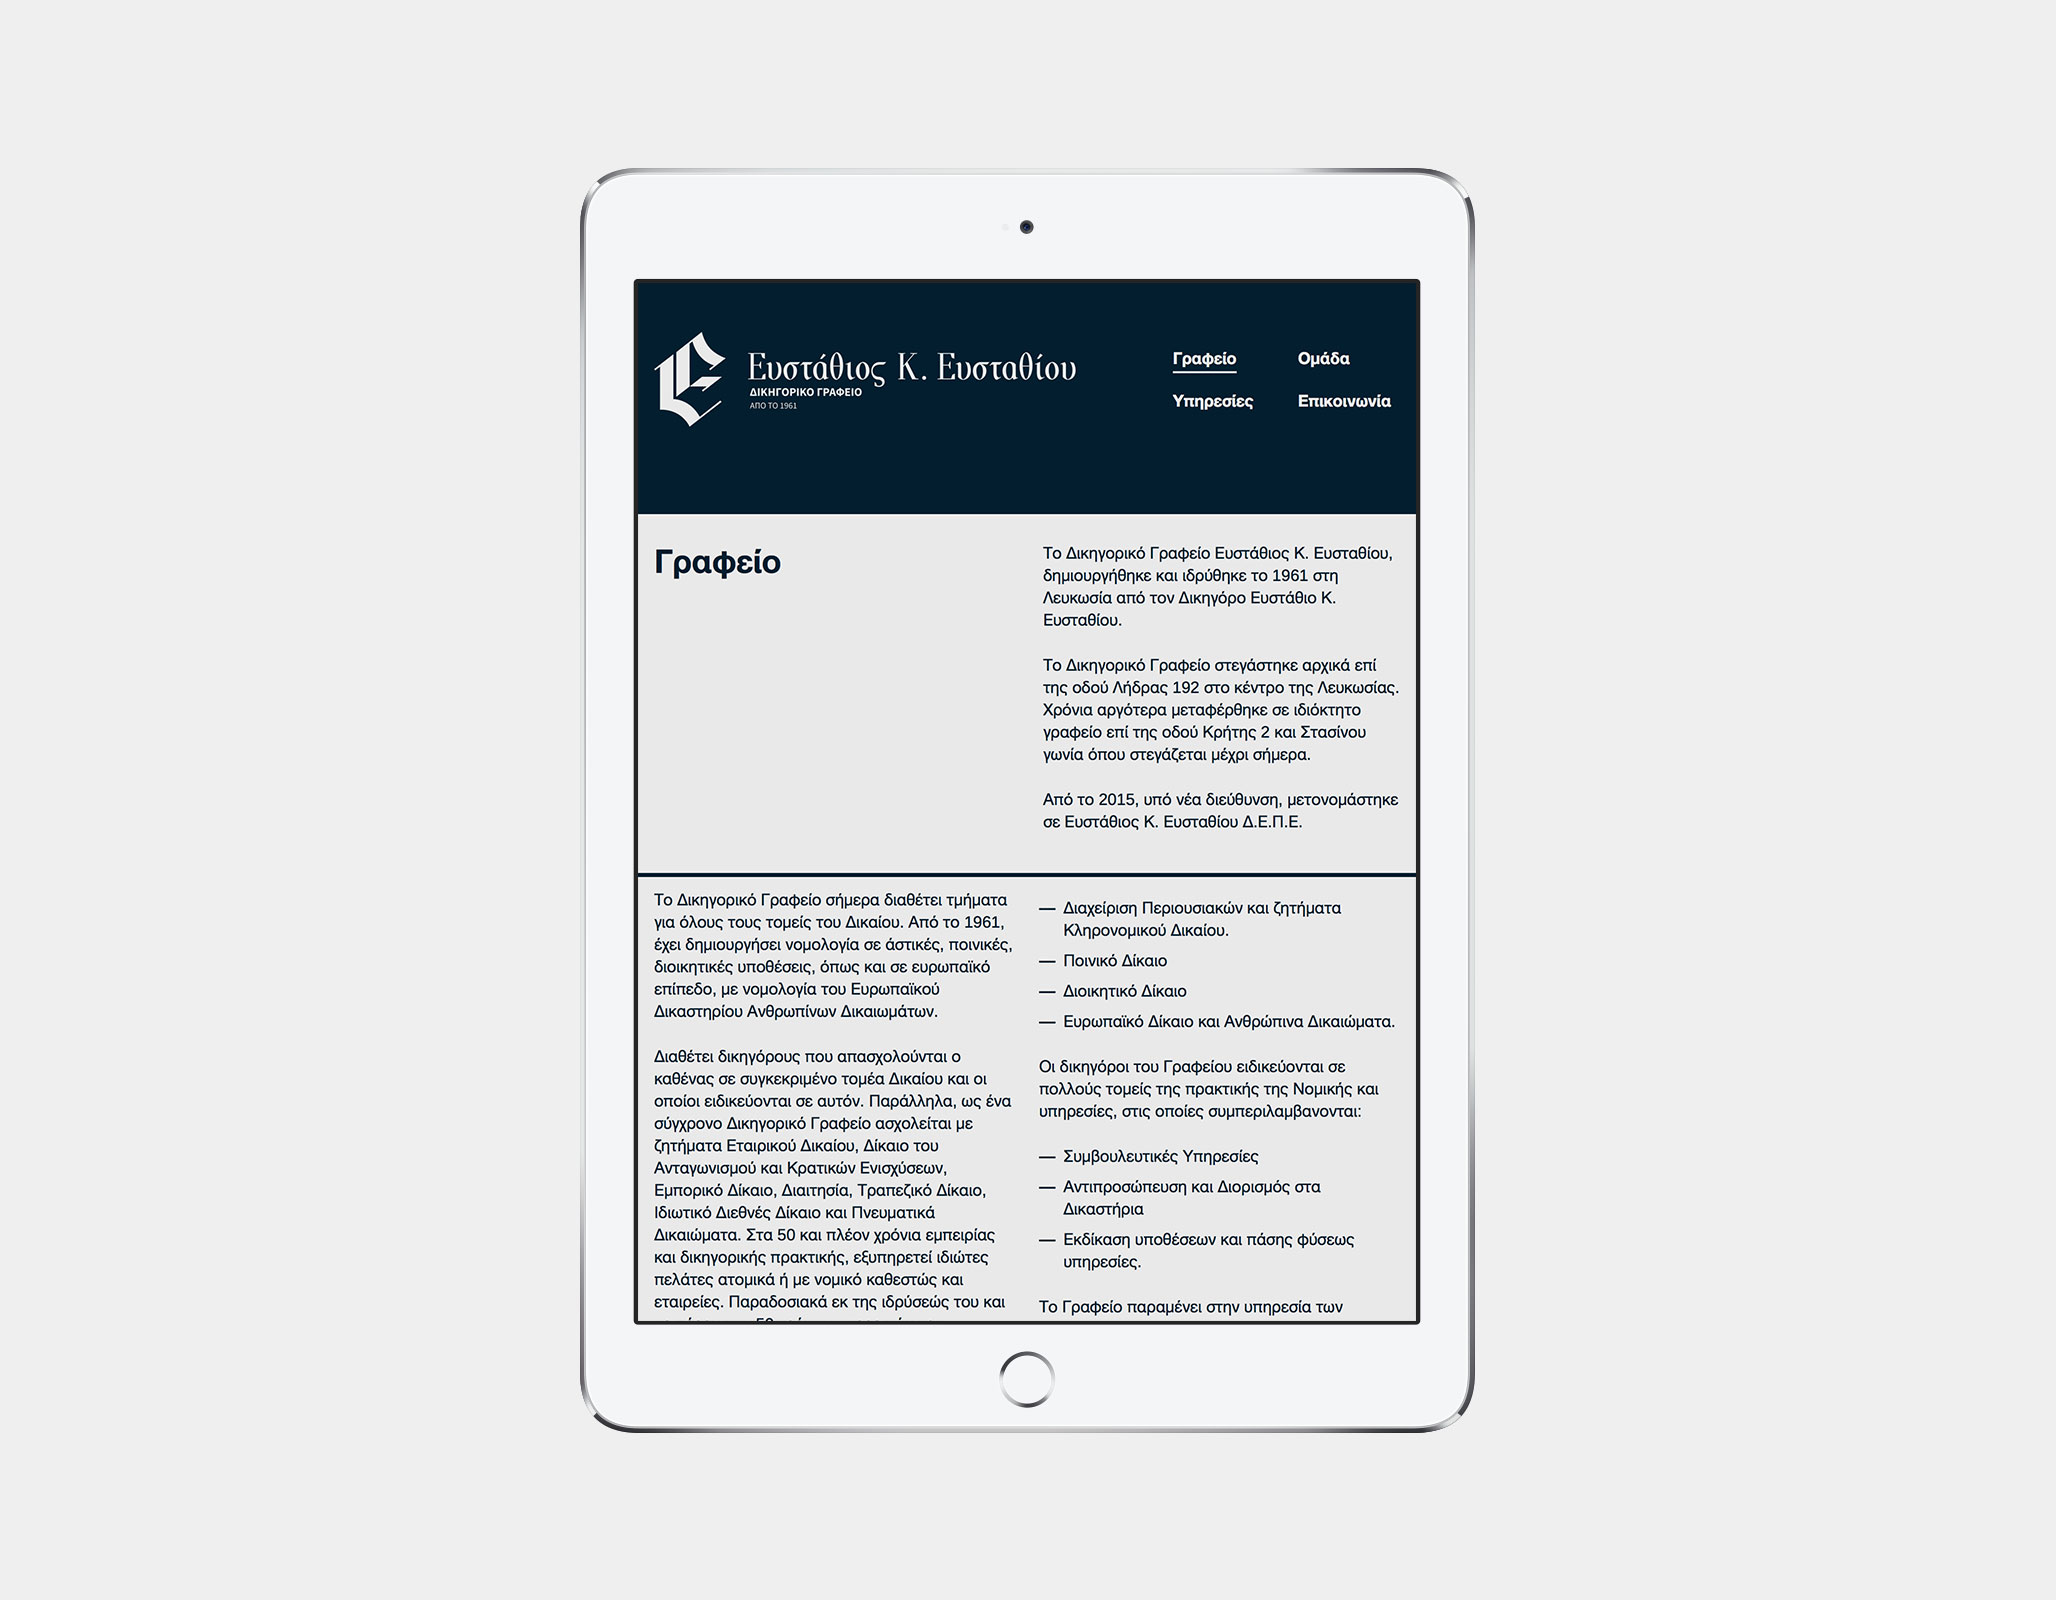 Ευστάθιος Κ. Ευσταθίου
ΔΙΚΗΓΟΡΙΚΟ ΓΡΑΦΕΙΟ
ΑΠΟ ΤΟ 1961
Γραφείο
Ομάδα
Υπηρεσίες
Επικοινωνία
Γραφείο
Το Δικηγορικό Γραφείο Ευστάθιος Κ. Ευσταθίου,
δημιουργήθηκε και ιδρύθηκε το 1961 στη
Λευκωσία από τον Δικηγόρο Ευστάθιο Κ.
Ευσταθίου.
Το Δικηγορικό Γραφείο στεγάστηκε αρχικά επί
της οδού Λήδρας 192 στο κέντρο της Λευκωσίας.
Χρόνια αργότερα μεταφέρθηκε σε ιδιόκτητο
γραφείο επί της οδού Κρήτης 2 και Στασίνου
γωνία όπου στεγάζεται μέχρι σήμερα.
Από το 2015, υπό νέα διεύθυνση, μετονομάστηκε
σε Ευστάθιος Κ. Ευσταθίου Δ.Ε.Π.Ε.
Το Δικηγορικό Γραφείο σήμερα διαθέτει τμήματα
για όλους τους τομείς του Δικαίου. Από το 1961,
έχει δημιουργήσει νομολογία σε άστικές, ποινικές,
διοικητικές υποθέσεις, όπως και σε ευρωπαϊκό
επίπεδο, με νομολογία του Ευρωπαϊκού
Δικαστηρίου Ανθρωπίνων Δικαιωμάτων.
Διαθέτει δικηγόρους που απασχολούνται ο
καθένας σε συγκεκριμένο τομέα Δικαίου και οι
οποίοι ειδικεύονται σε αυτόν. Παράλληλα, ως ένα
σύγχρονο Δικηγορικό Γραφείο ασχολείται με
ζητήματα Εταιρικού Δικαίου, Δίκαιο του
Ανταγωνισμού και Κρατικών Ενισχύσεων,
Εμπορικό Δίκαιο, Διαιτησία, Τραπεζικό Δίκαιο,
Ιδιωτικό Διεθνές Δίκαιο και Πνευματικά
Δικαιώματα. Στα 50 και πλέον χρόνια εμπειρίας
και δικηγορικής πρακτικής, εξυπηρετεί ιδιώτες
πελάτες ατομικά ή με νομικό καθεστώς και
εταιρείες. Παραδοσιακά εκ της ιδρύσεώς του και
— Διαχείριση Περιουσιακών και ζητήματα
Κληρονομικού Δικαίου.
— Ποινικό Δίκαιο
— Διοικητικό Δίκαιο
— Ευρωπαϊκό Δίκαιο και Ανθρώπινα Δικαιώματα.
Οι δικηγόροι του Γραφείου ειδικεύονται σε
πολλούς τομείς της πρακτικής της Νομικής και
υπηρεσίες, στις οποίες συμπεριλαμβανονται:
— Συμβουλευτικές Υπηρεσίες
— Αντιπροσώπευση και Διορισμός στα
Δικαστήρια
— Εκδίκαση υποθέσεων και πάσης φύσεως
υπηρεσίες.
Το Γραφείο παραμένει στην υπηρεσία των